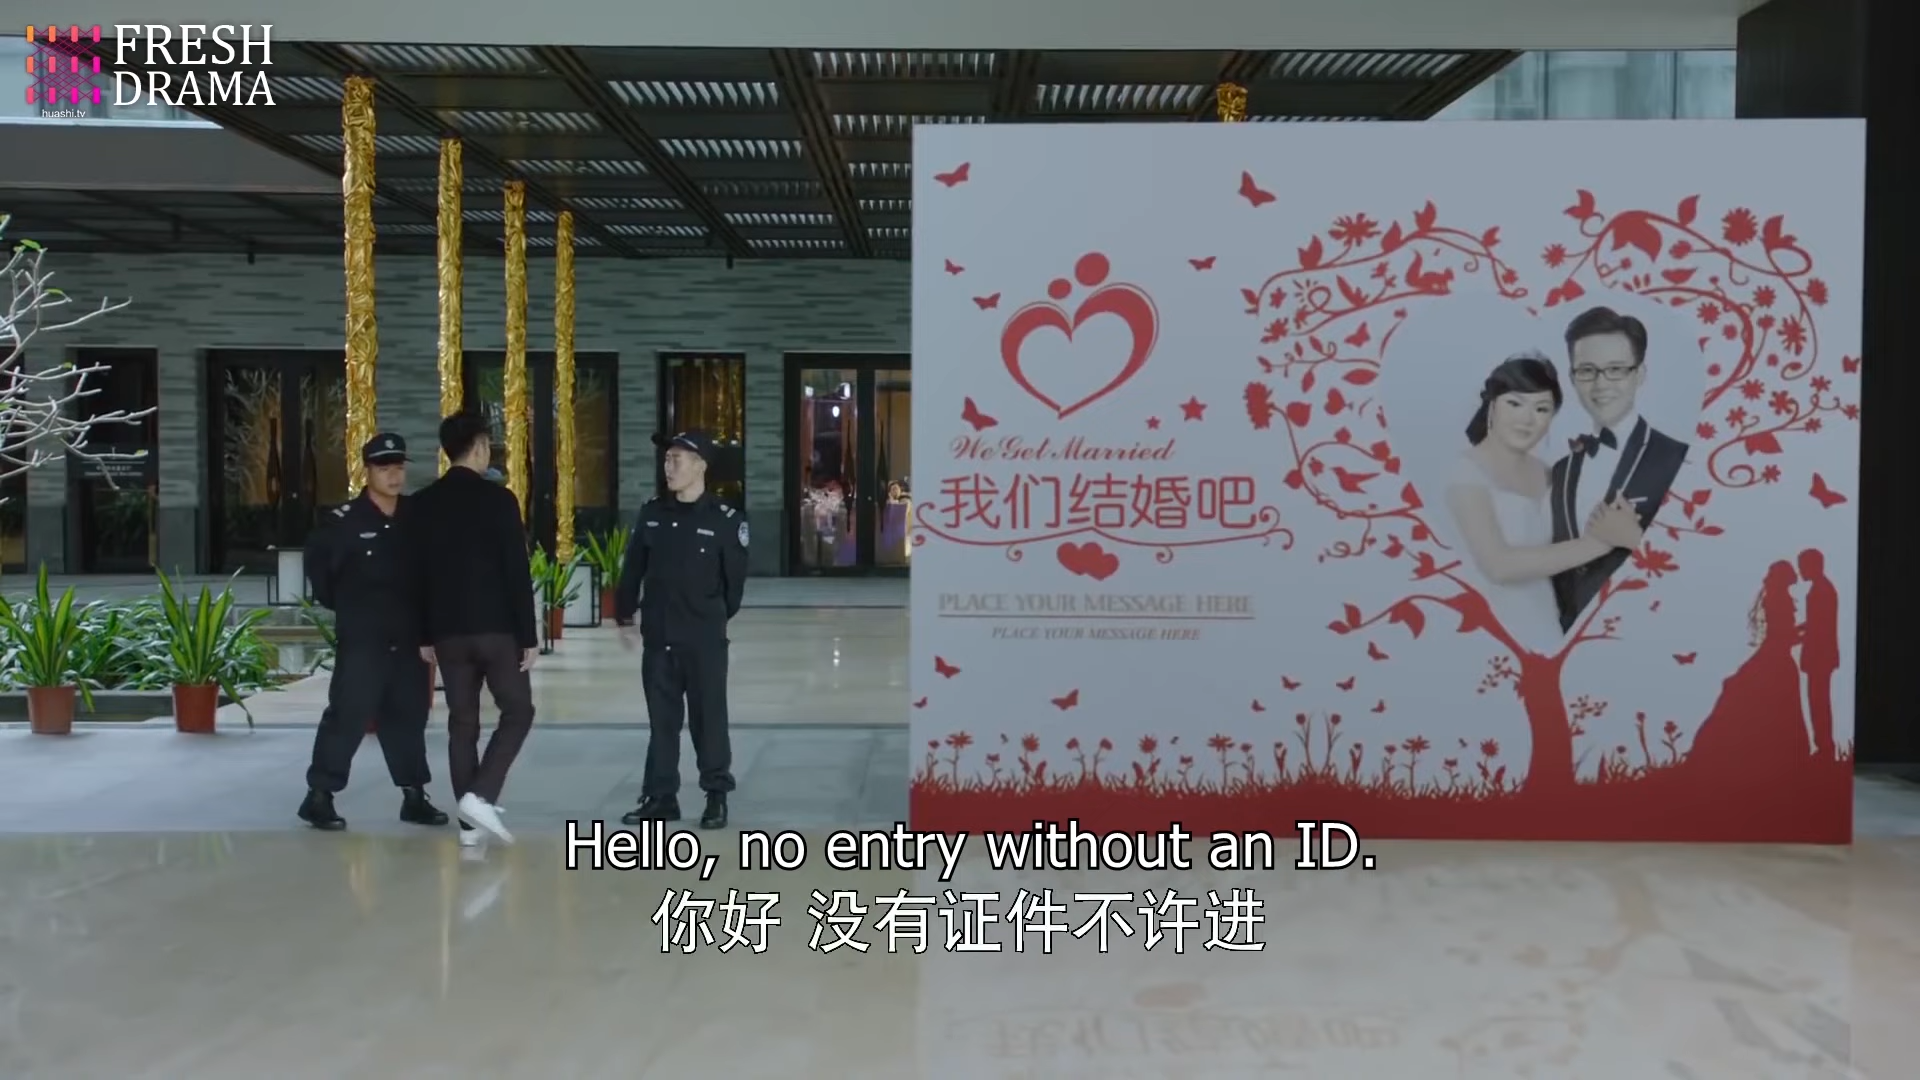 FRESH
DRAMA
huashi.tv
We Get Married
我们结婚吧
PLACE YOUR MESSAGE HERE
PLACE YOUR MESSAGE HERE
Hello, no entry without an ID.
你好 没有证件不许进